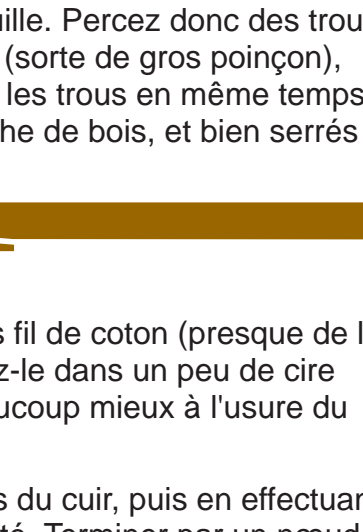 uille. Percez donc des trou
(sorte de gros poinçon),
les trous en même temps
he de bois, et bien serrés
s fil de coton (presque de l
z-le dans un peu de cire
ucoup mieux à l'usure du
s du cuir, puis en effectuan
té. Terminer par un nœud